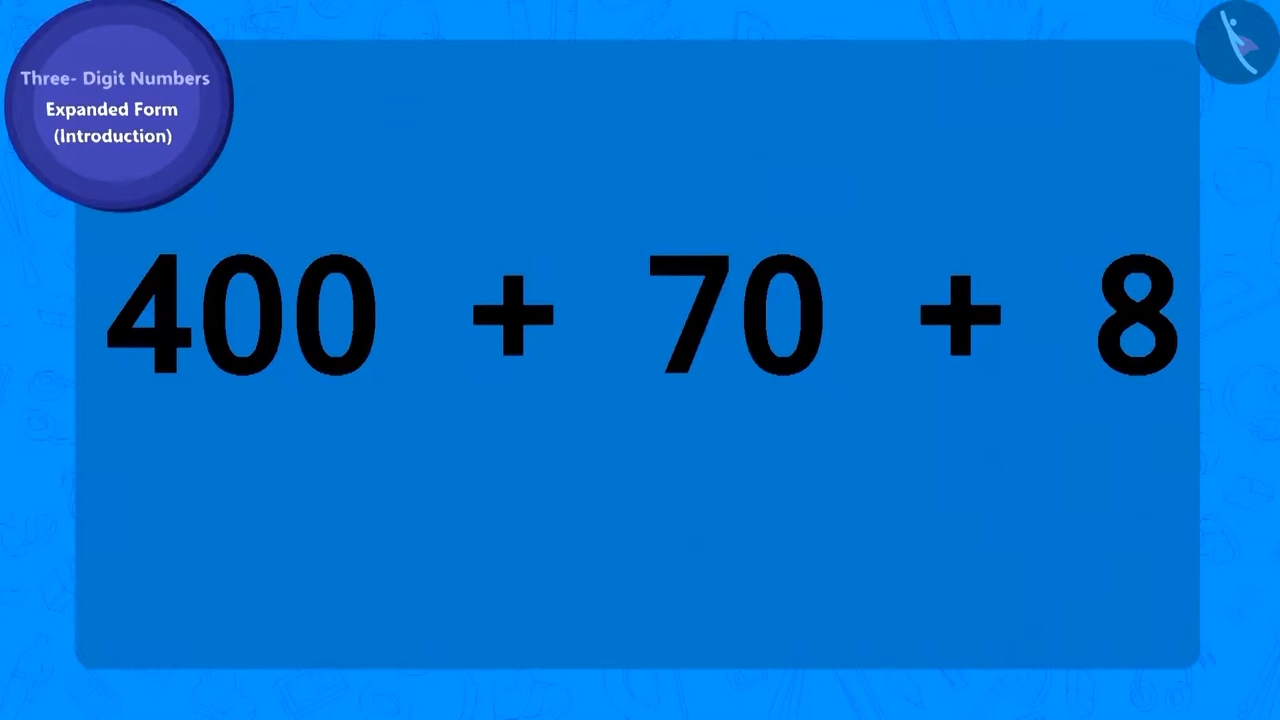 Three- Digit Numbers
Expanded Form
(Introduction)
400 + 70 + 8